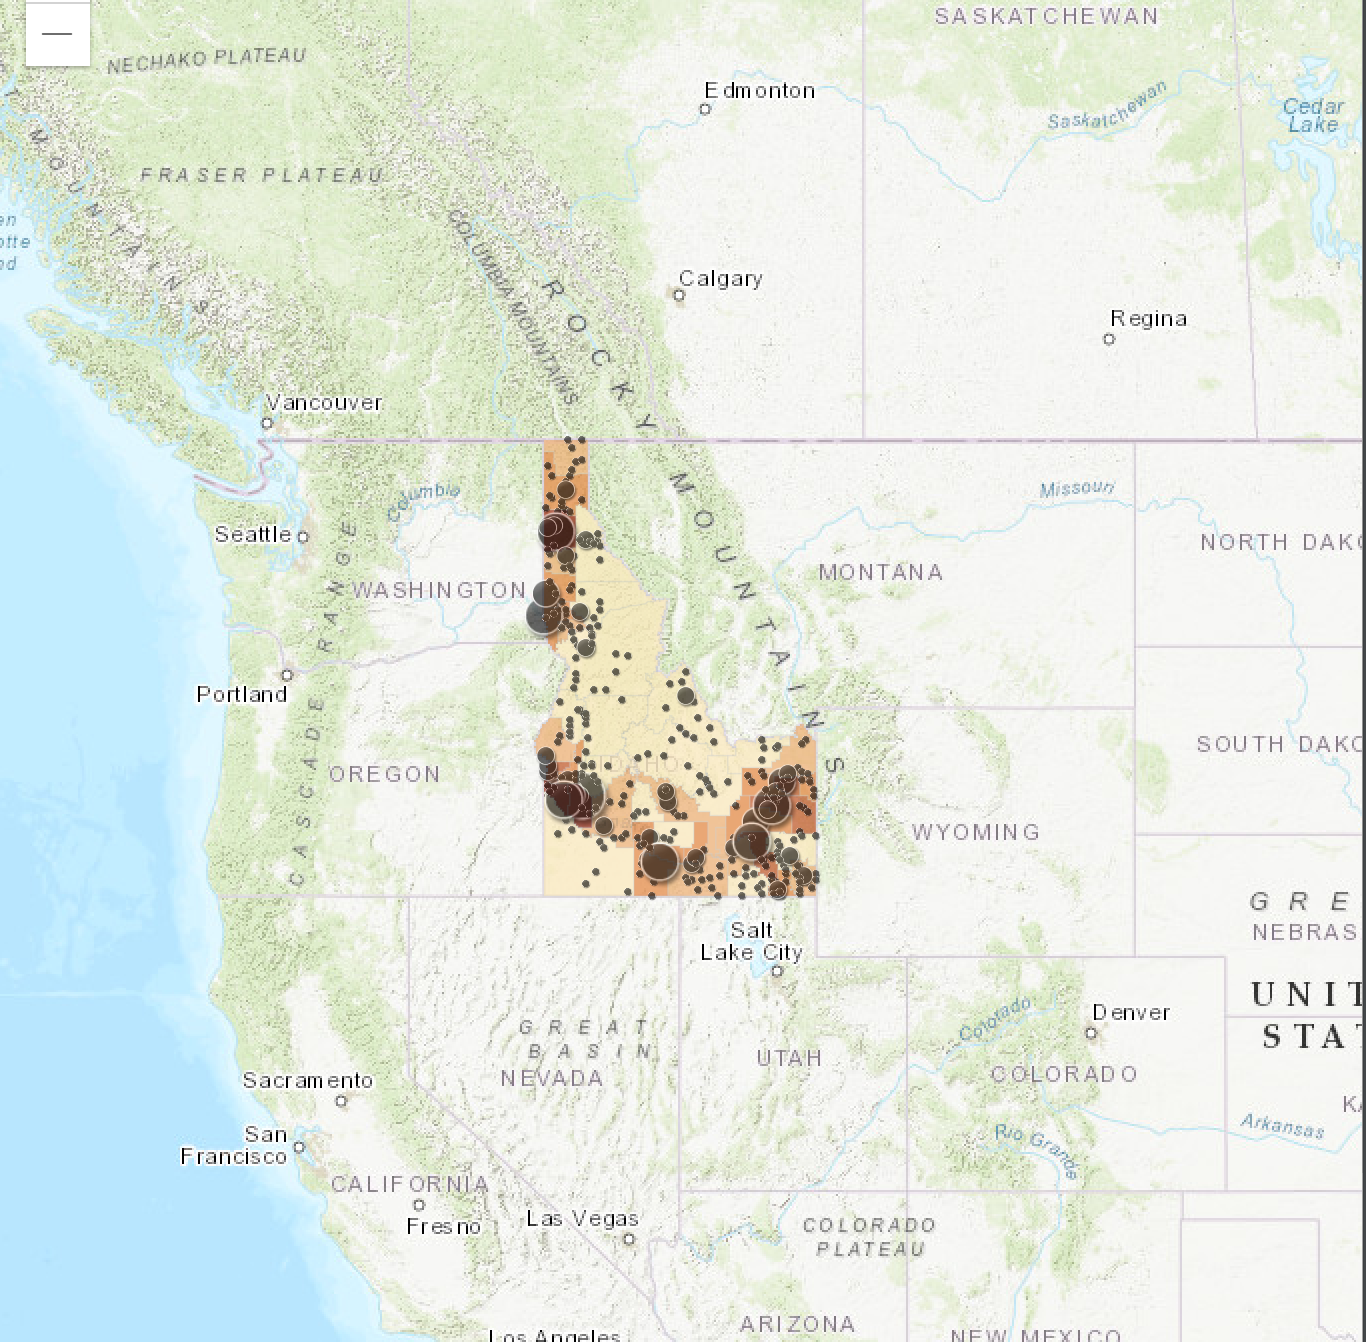 SASKATCHEWAN
NECHAKO PLATEAU
Edmonton
Saskatchewan
Cedar
Lake
MOUNTAINS
FRASER PLATEAU
COLUMBIA MOUNTAINS
Calgary
ROCKY MOUNTAINS
Regina
Vancouver
Columbia
Missouri
Seattle
NORTH DAKO
WASHINGTON
MONTANA
CASCADE RANGE
Portland
SOUTH DAKO
OREGON
IDAHO
WYOMING
GRE
NEBRAS
Salt
Lake City
UNIT
STAT
Colorado
Denver
GREAT
BASIN
NEVADA
UTAH
COLORADO
Sacramento
KA
Arkansas
San
Francisco
Rio Grande
CALIFORNIA
Fresno
Las Vegas
COLORADO
PLATEAU
ARIZONA
NEW MEXICO
Los Angeles